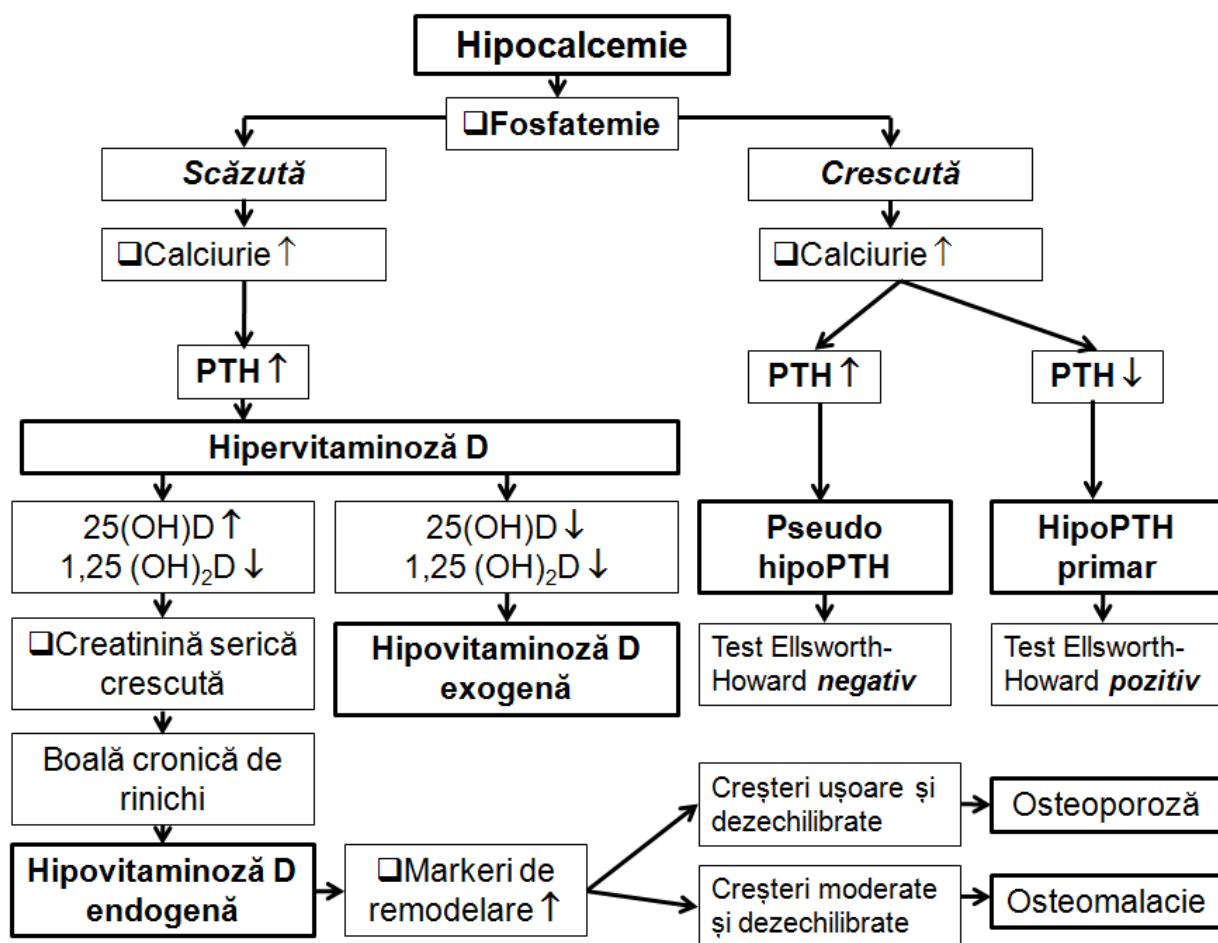 Hipocalcemie
❑Fosfatemie
Scăzută
Crescută
❑Calciurie ↑
❑Calciurie ↑
PTH ↑
PTH ↑
PTH ↓
Hipervitaminoză D
25(OH)D ↑
1,25 (OH)₂D ↓
25(OH)D ↓
1,25 (OH)₂D ↓
Pseudo
hipoPTH
HipoPTH
primar
❑Creatinină serică
crescută
Hipovitaminoză D
exogenă
Test Ellsworth-
Howard negativ
Test Ellsworth-
Howard pozitiv
Boală cronică de
rinichi
Hipovitaminoză D
endogenă
❑Markeri de
remodelare ↑
Creșteri ușoare și
dezechilibrate
Osteoporoză
Creșteri moderate
și dezechilibrate
Osteomalacie